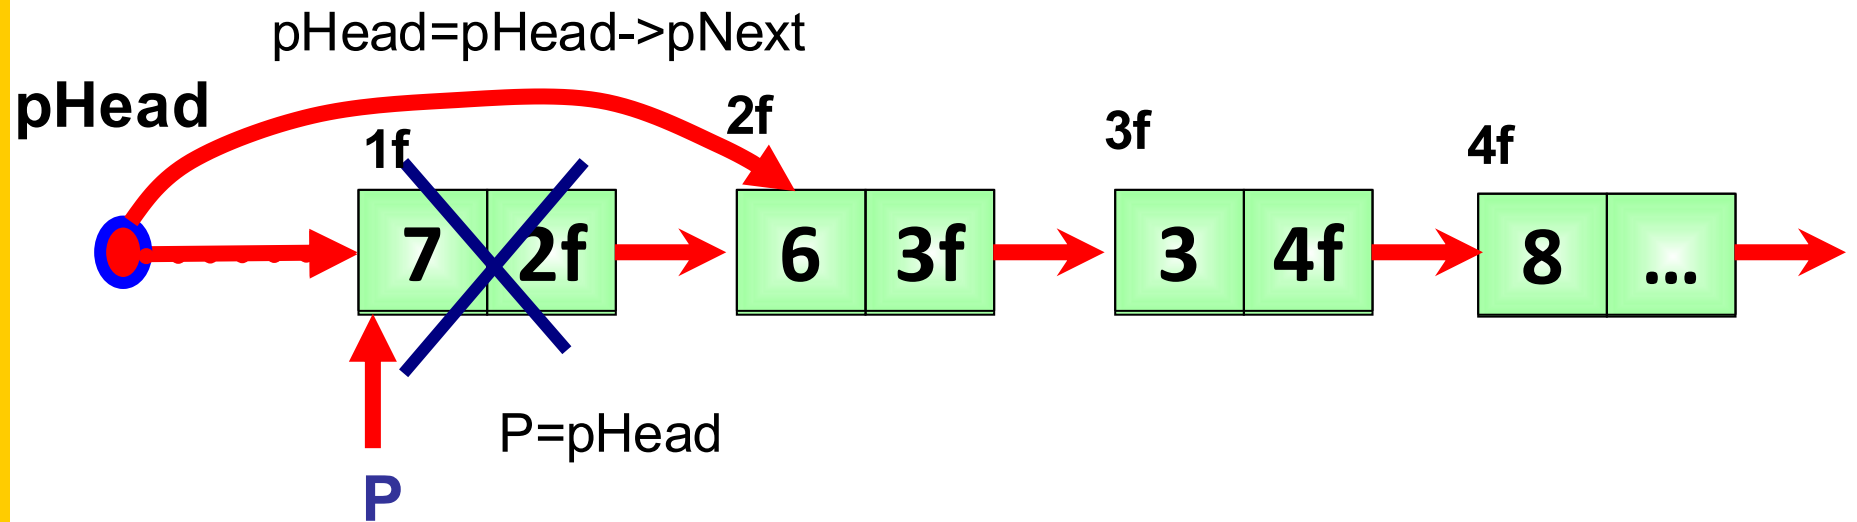 pHead=pHead->pNext
pHead
1f
2f
3f
4f
7 2f
6 3f
3 4f
8 ...
P=pHead
P